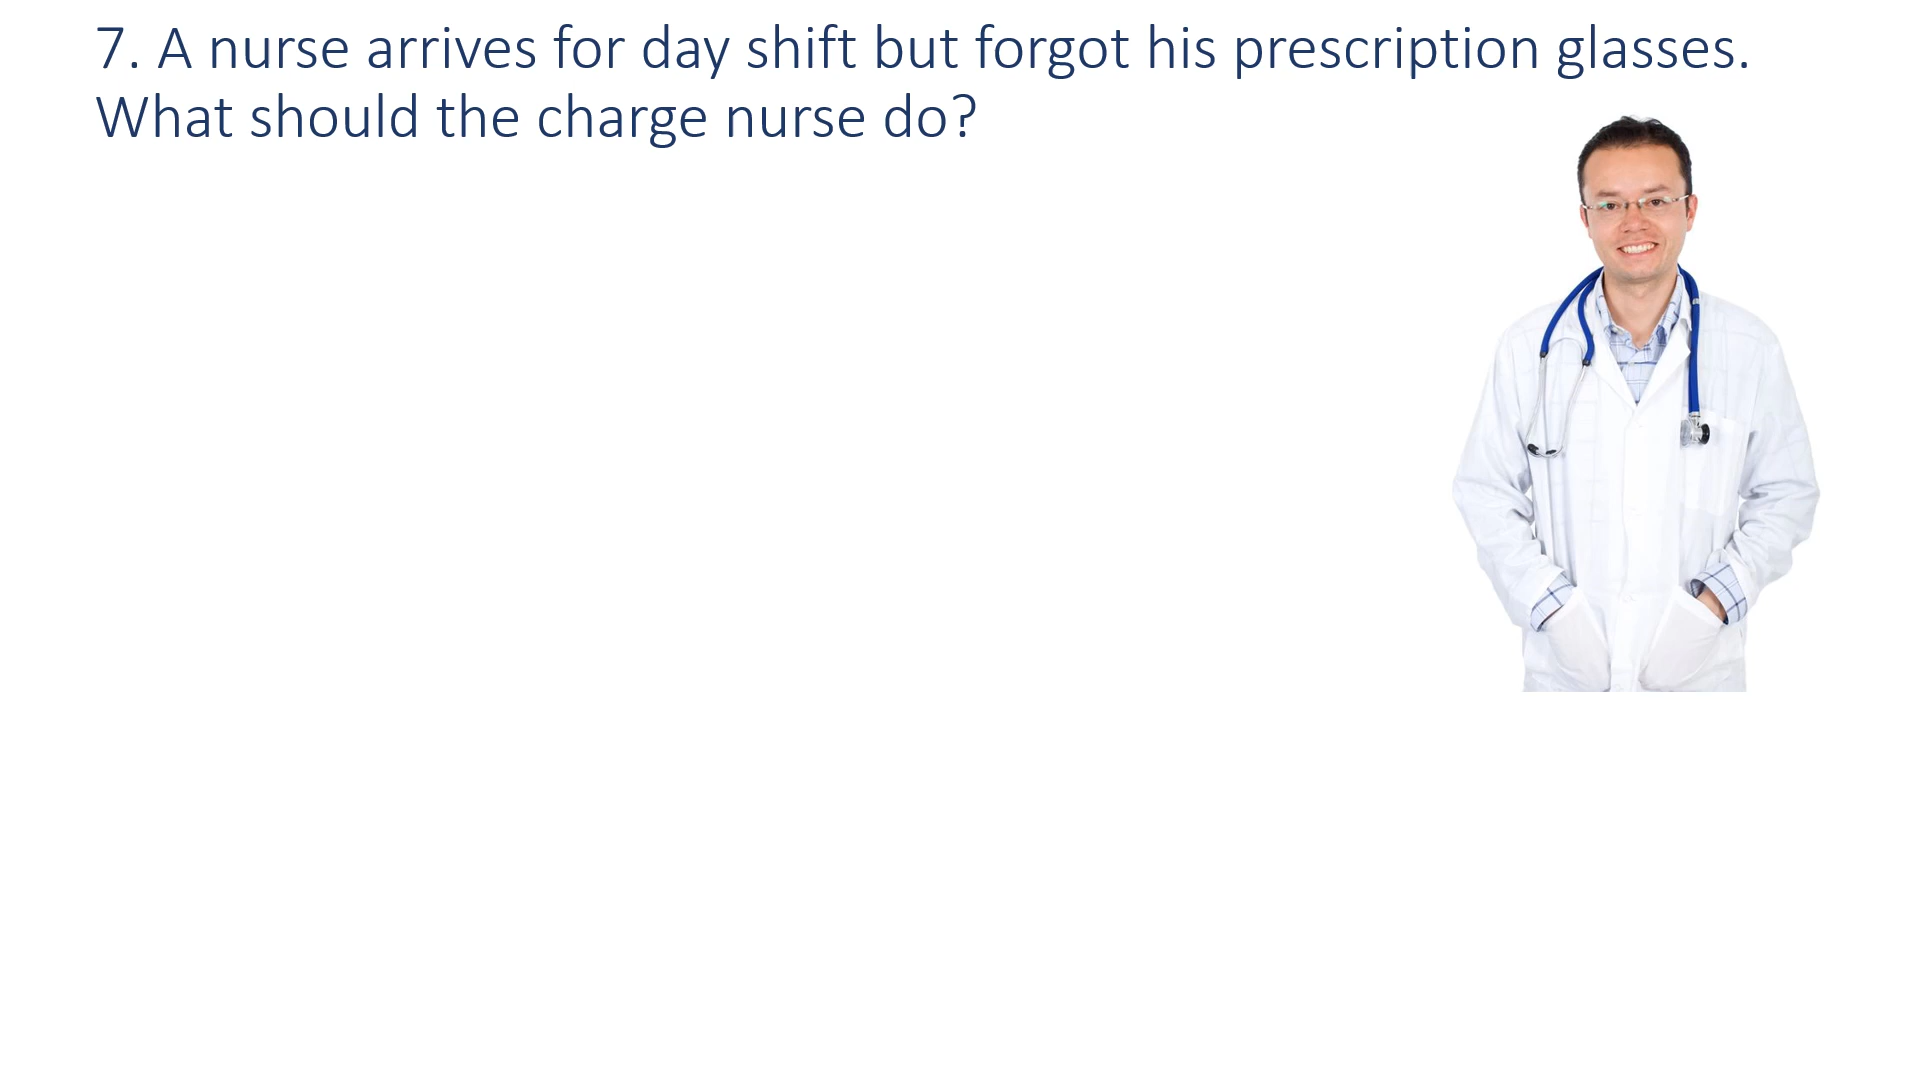 7. A nurse arrives for day shift but forgot his prescription glasses.
What should the charge nurse do?